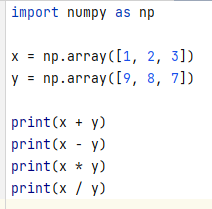 import numpy as np

x = np.array([1, 2, 3])
y = np.array([9, 8, 7])

print(x + y)
print(x - y)
print(x * y)
print(x / y)